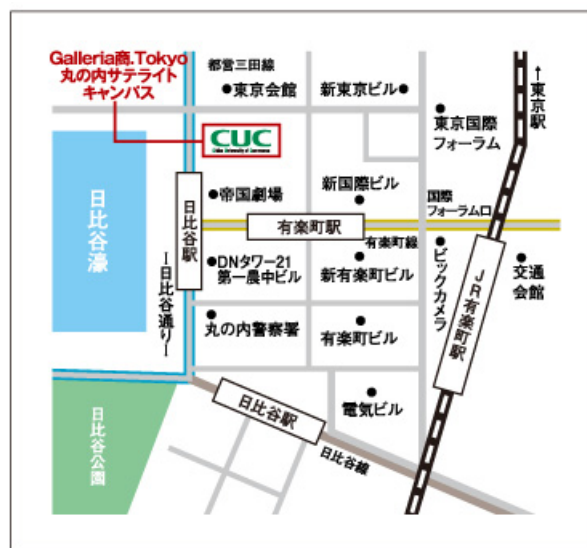 Galleria商.Tokyo
丸の内サテライト
キャンパス
都営三田線
東京会館
新東京ビル
←東京駅
東京国際
フォーラム
CUC
Chiba University of Commerce
日比谷濠
日比谷駅
帝国劇場
新国際ビル
国際
フォーラム口
有楽町駅
有楽町線
DNタワー21
第一農中ビル
新有楽町ビル
ビックカメラ
JR有楽町駅
交通
会館
ー日比谷通りー
丸の内警察署
有楽町ビル
日比谷公園
日比谷駅
電気ビル
日比谷線